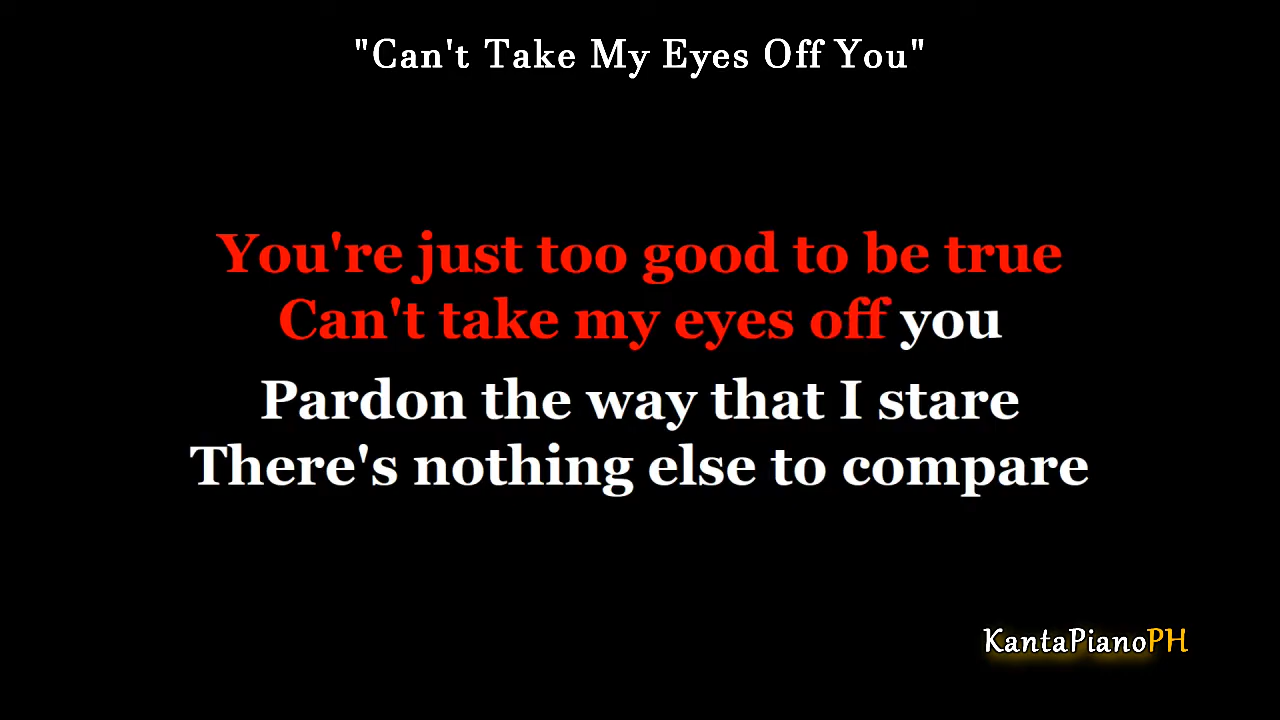 "Can't Take My Eyes Off You"
You're just too good to be true
Can't take my eyes off you
Pardon the way that I stare
There's nothing else to compare
KantaPianoPH